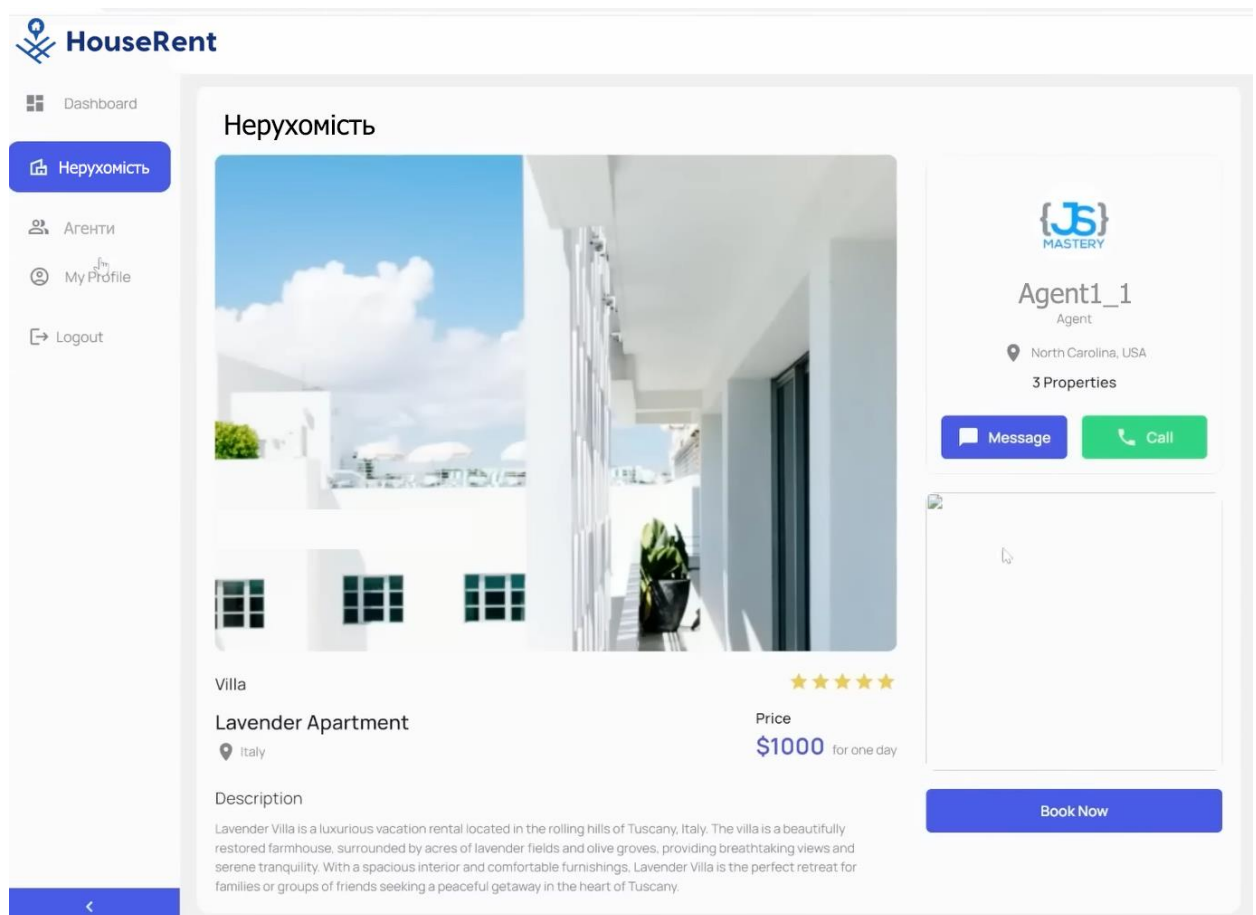 HouseRent
Dashboard
Нерухомість
Агенти
My Profile
Logout
Нерухомість
Villa
Lavender Apartment
Italy
Price
$1000 for one day
Description
Lavender Villa is a luxurious vacation rental located in the rolling hills of Tuscany, Italy. The villa is a beautifully
restored farmhouse, surrounded by acres of lavender fields and olive groves, providing breathtaking views and
serene tranquility. With a spacious interior and comfortable furnishings, Lavender Villa is the perfect retreat for
families or groups of friends seeking a peaceful getaway in the heart of Tuscany.
{JS}
MASTERY
Agent1_1
Agent
North Carolina, USA
3 Properties
Message
Call
Book Now